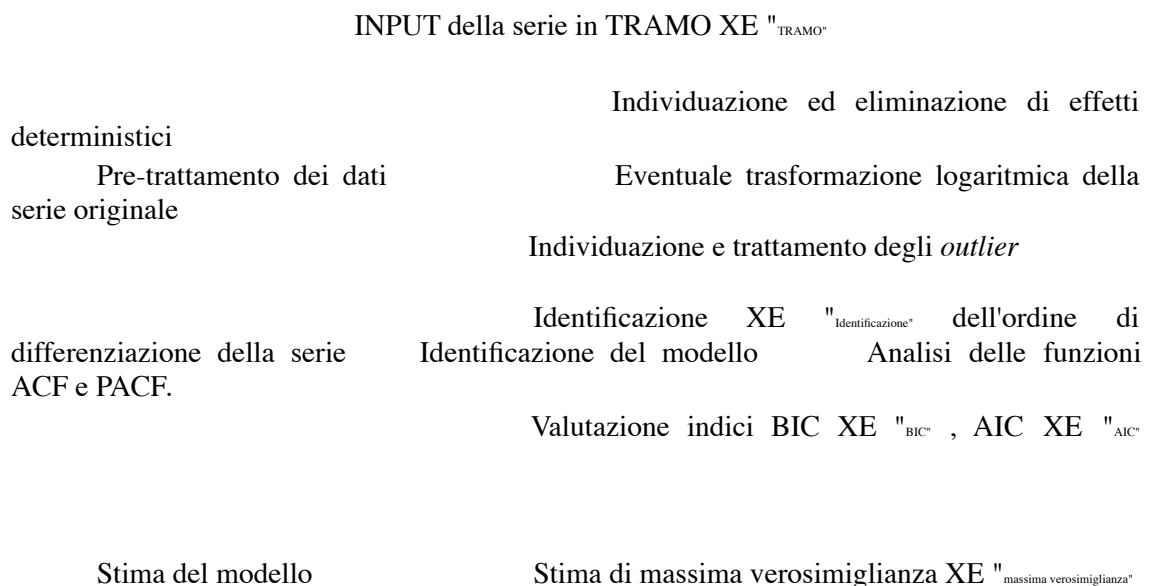 INPUT della serie in TRAMO XE "TRAMO"
Individuazione ed eliminazione di effetti
deterministici
Pre-trattamento dei dati Eventuale trasformazione logaritmica della
serie originale
Individuazione e trattamento degli outlier
Identificazione XE "Identificazione" dell'ordine di
differenziazione della serie Identificazione del modello Analisi delle funzioni
ACF e PACF.
Valutazione indici BIC XE "BIC" , AIC XE "AIC"
Stima del modello Stima di massima verosimiglianza XE "massima verosimiglianza"